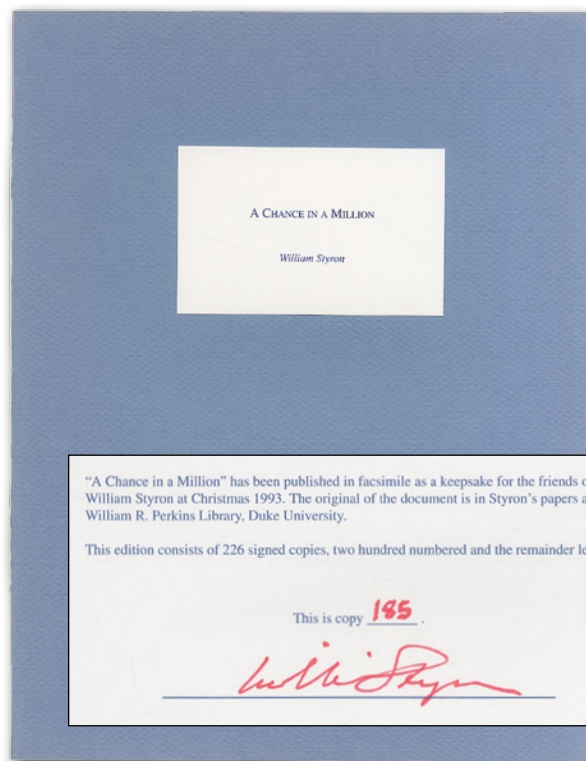 A CHANCE IN A MILLION
William Styron
"A Chance in a Million" has been published in facsimile as a keepsake for the friends
William Styron at Christmas 1993. The original of the document is in Styron's papers
William R. Perkins Library, Duke University.
This edition consists of 226 signed copies, two hundred numbered and the remainder
This is copy 185.
William Styron